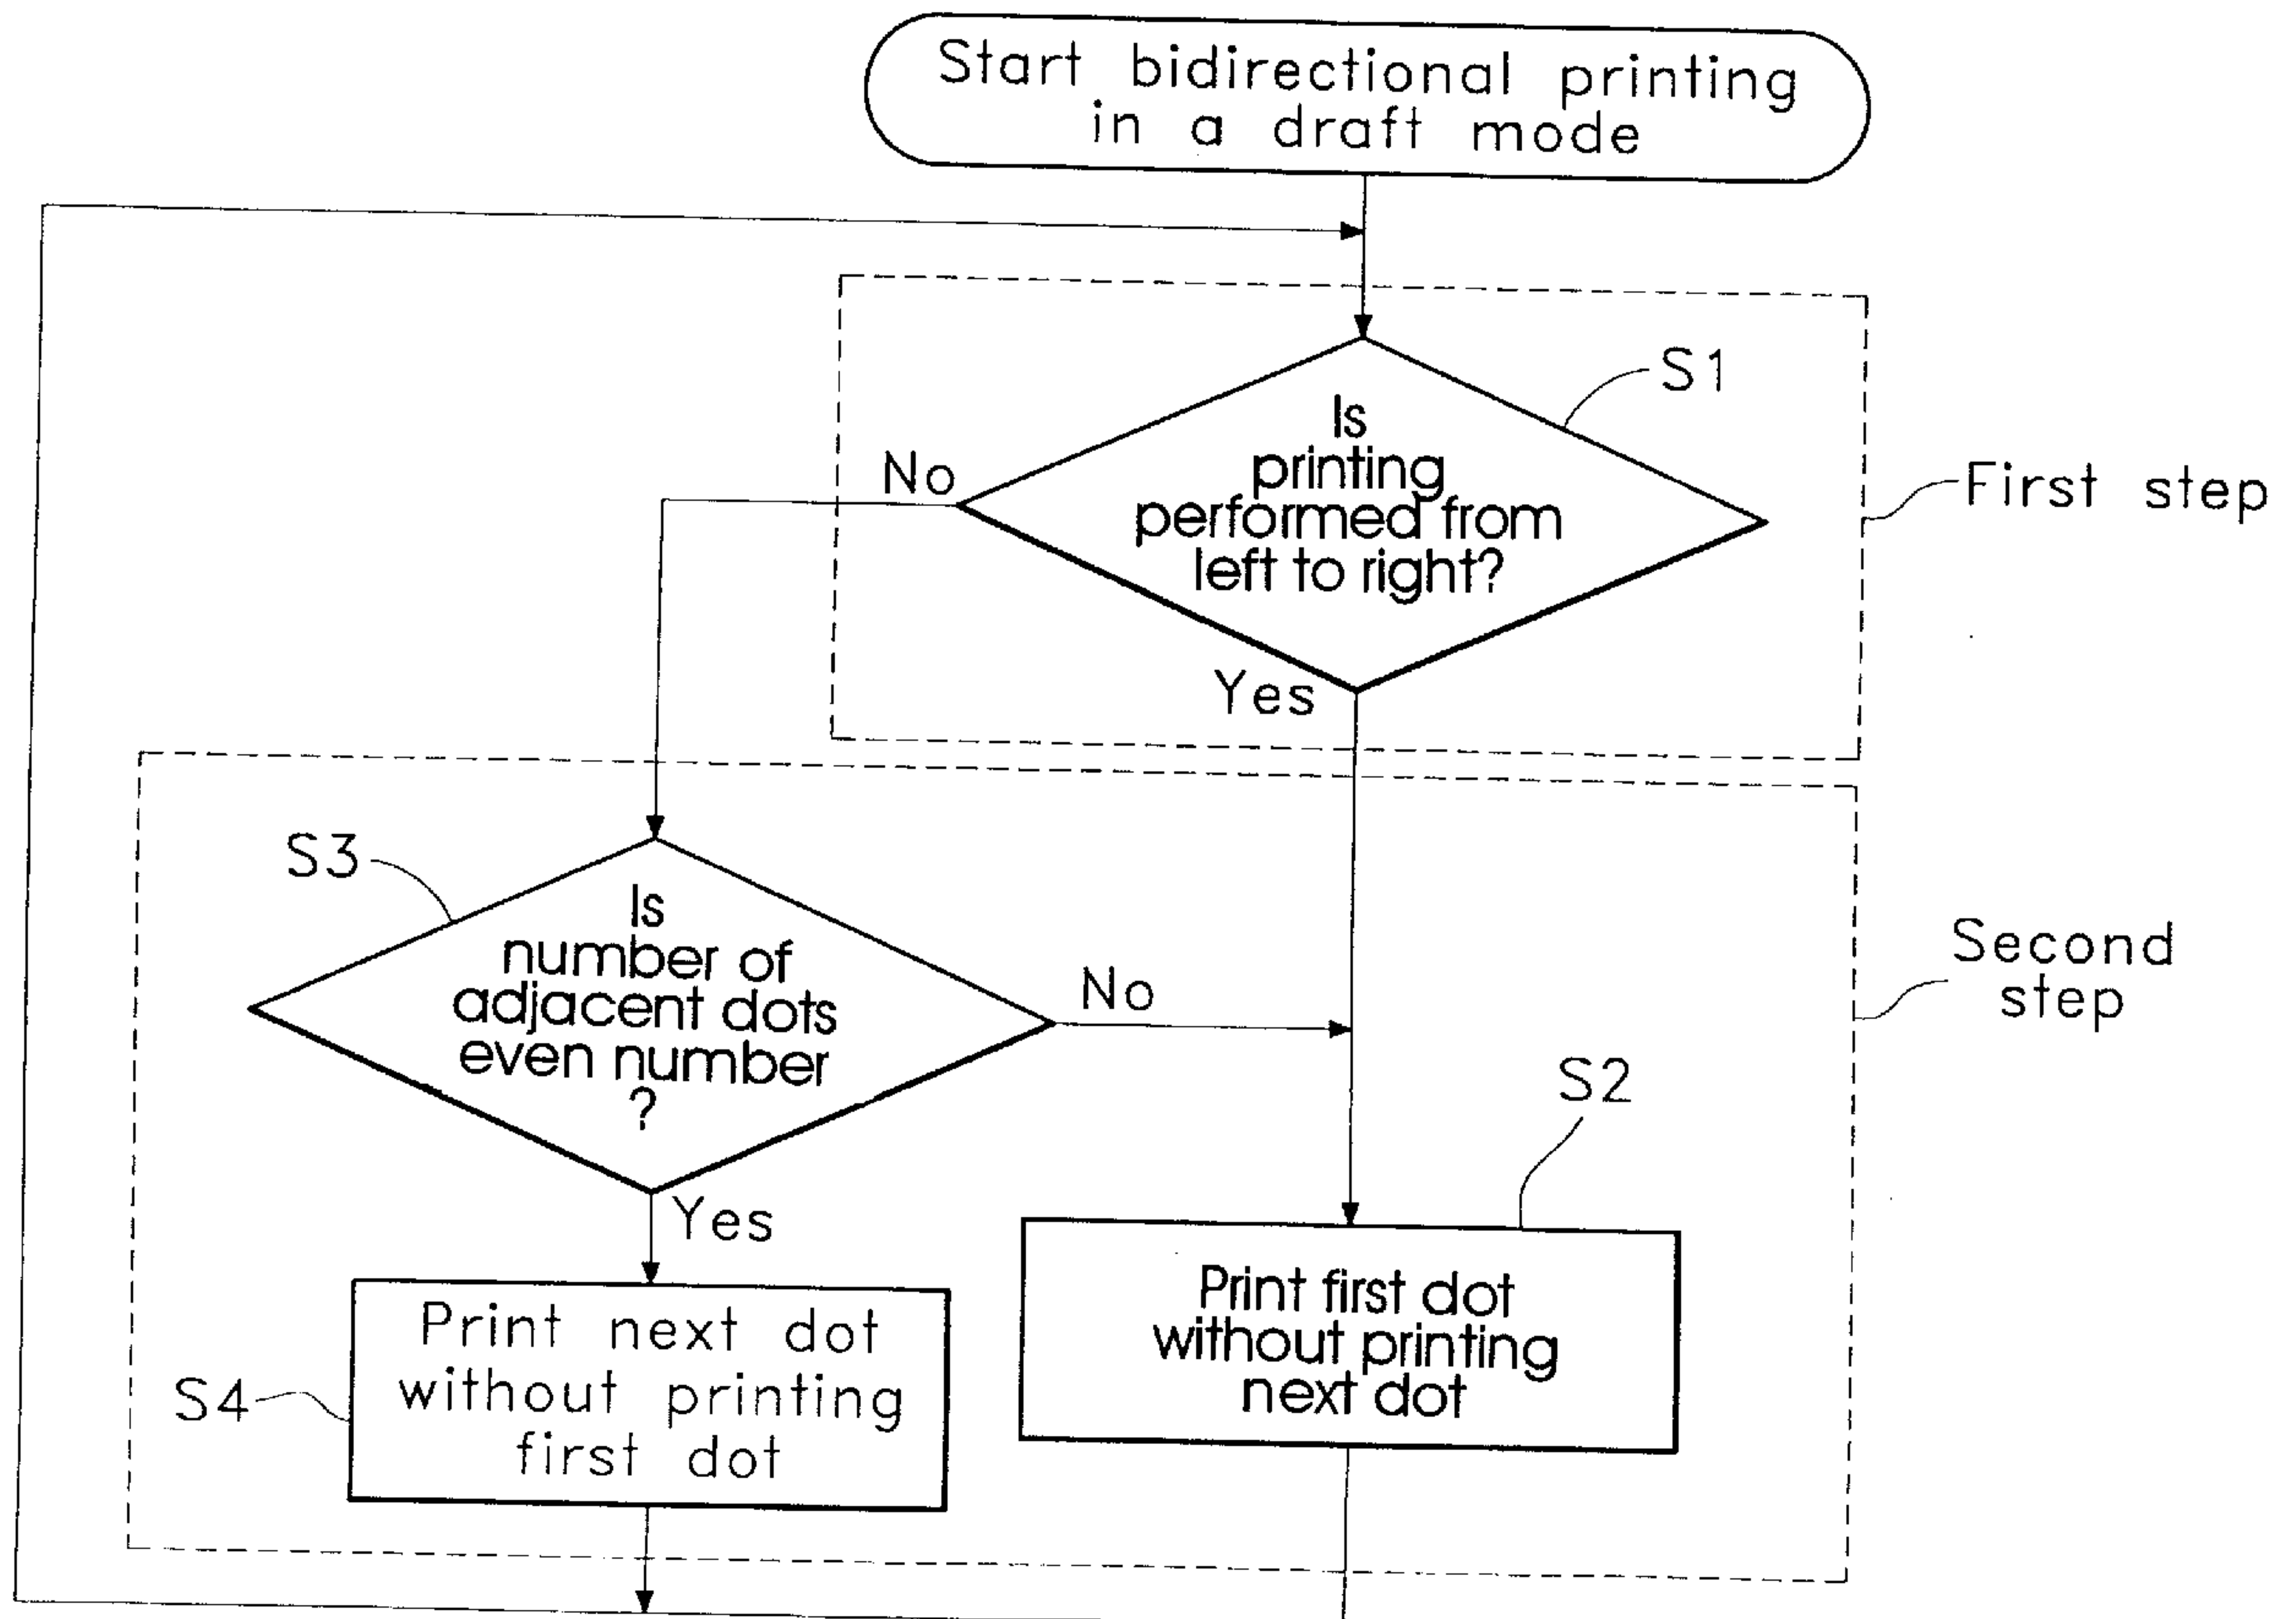 Start bidirectional printing
in a draft mode
S1
Is
printing
performed from
left to right?
No
Yes
First step
S3
Is
number of
adjacent dots
even number
?
No
Yes
Second
step
S2
Print first dot
without printing
next dot
S4
Print next dot
without printing
first dot